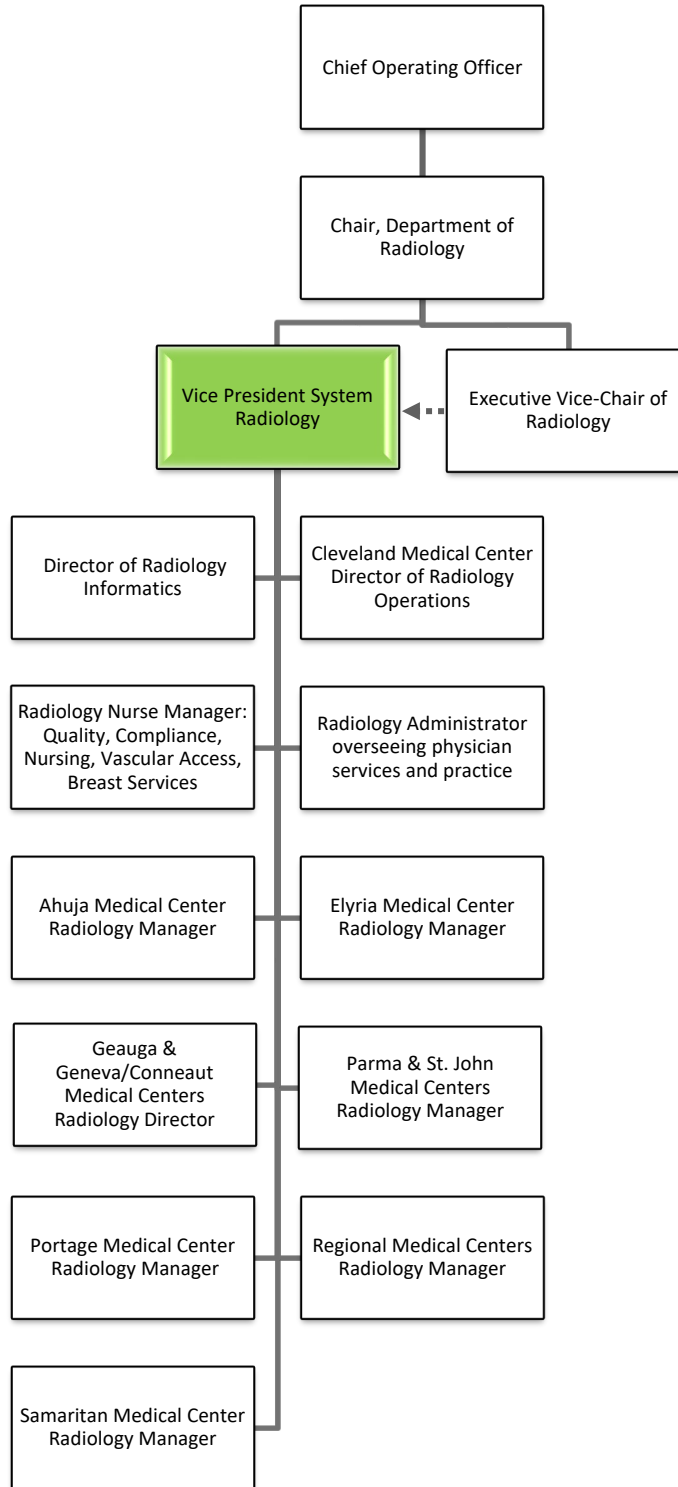 Chief Operating Officer
Chair, Department of
Radiology
Vice President System
Radiology
Executive Vice-Chair of
Radiology
Director of Radiology
Informatics
Cleveland Medical Center
Director of Radiology
Operations
Radiology Nurse Manager:
Quality, Compliance,
Nursing, Vascular Access,
Breast Services
Radiology Administrator
overseeing physician
services and practice
Ahuja Medical Center
Radiology Manager
Elyria Medical Center
Radiology Manager
Geauga &
Geneva/Conneaut
Medical Centers
Radiology Director
Parma & St. John
Medical Centers
Radiology Manager
Portage Medical Center
Radiology Manager
Regional Medical Centers
Radiology Manager
Samaritan Medical Center
Radiology Manager